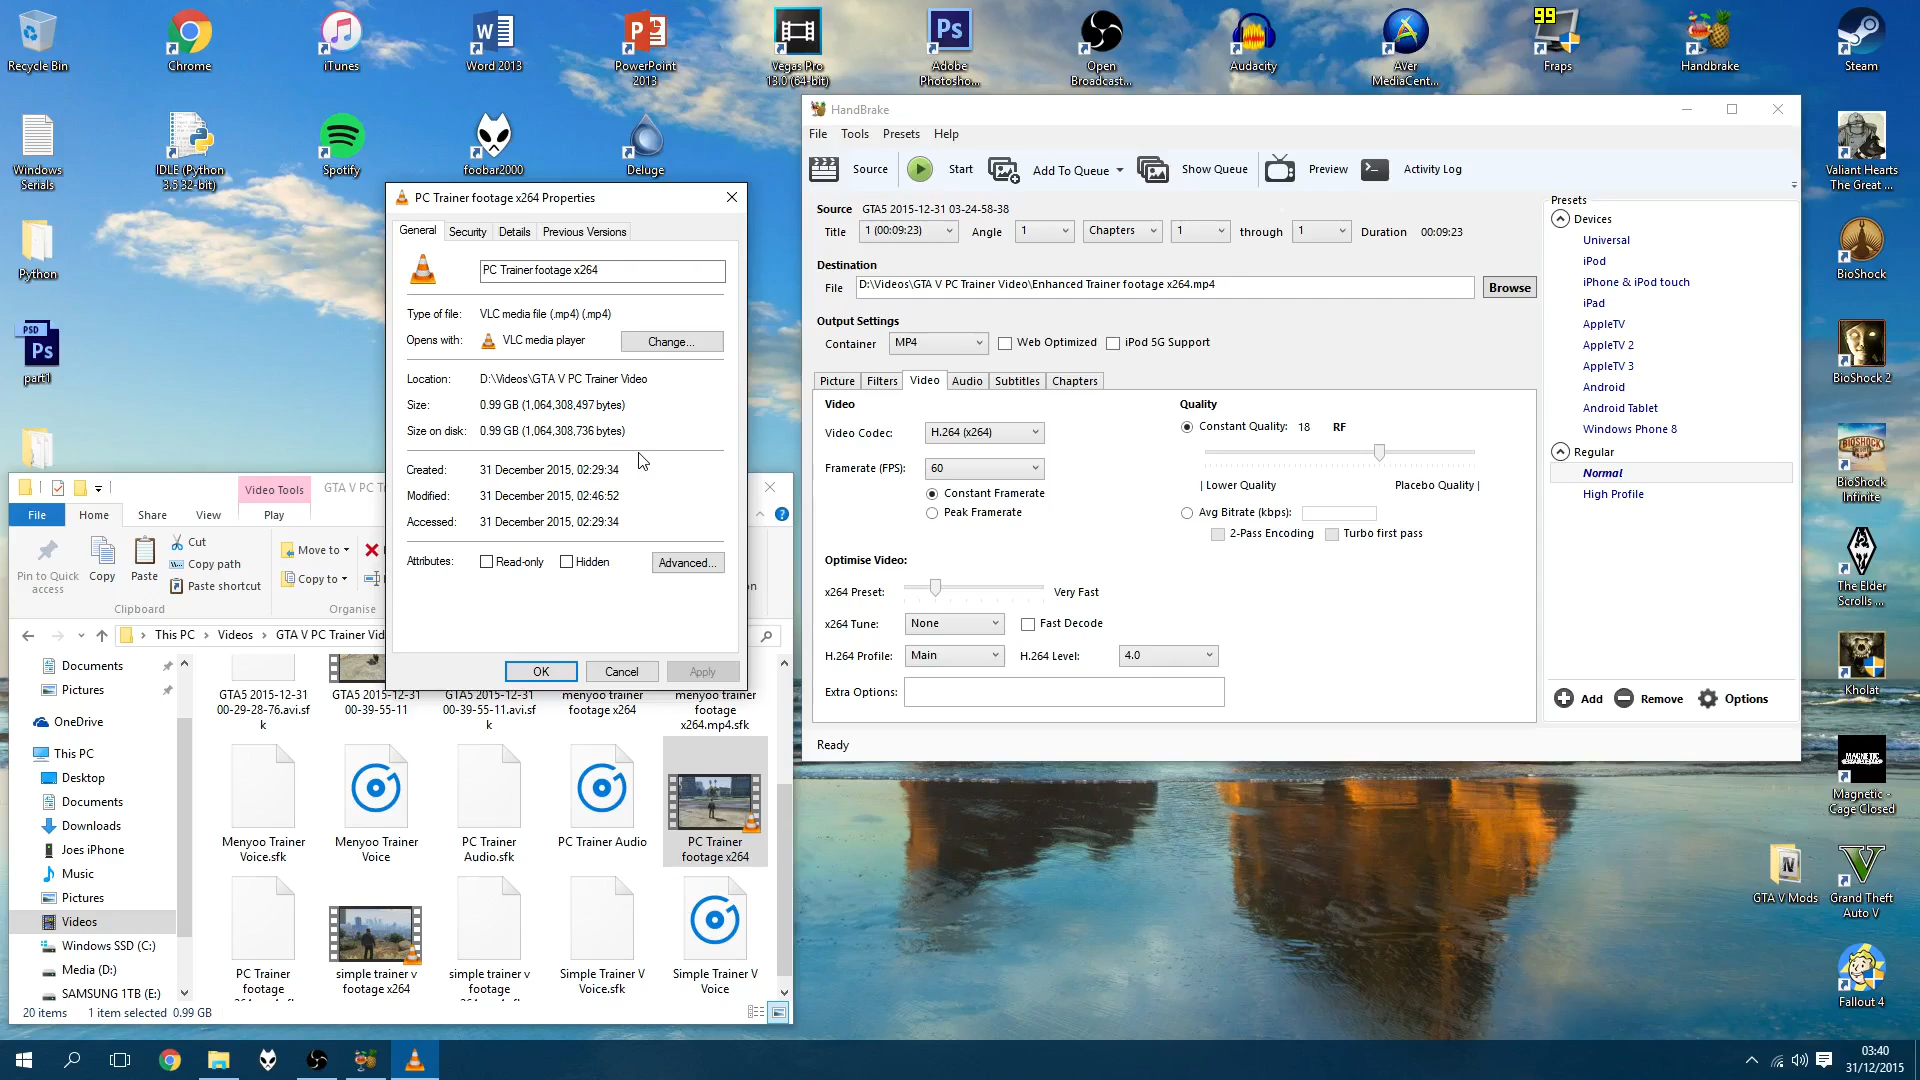 Recycle Bin
Chrome
iTunes
Word 2013
PowerPoint
2013
Vegas Pro
13.0 (64-bit)
Adobe
Photosho...
Open
Broadcast...
Audacity
AVer
MediaCent...
99
Fraps
Handbrake
Steam
Windows
Serials
IDLE (Python
3.5 32-bit)
Spotify
foobar2000
Deluge
Valiant Hearts
The Great ...
Python
BioShock
PSD
Ps
part1
BioShock 2
BioShock
Infinite
The Elder
Scrolls ...
Kholat
Magnetic -
Cage Closed
GTA V Mods
Grand Theft
Auto V
Fallout 4
HandBrake
File Tools Presets Help
Source Start Add To Queue Show Queue Preview Activity Log
Source GTA5 2015-12-31 03-24-58-38
Title 1 (00:09:23) Angle 1 Chapters 1 through 1 Duration 00:09:23
Destination
File D:\Videos\GTA V PC Trainer Video\Enhanced Trainer footage x264.mp4 Browse
Output Settings
Container MP4 Web Optimized iPod 5G Support
Picture Filters Video Audio Subtitles Chapters
Video
Video Codec: H.264 (x264)
Framerate (FPS): 60
Constant Framerate
Peak Framerate
Quality
Constant Quality: 18 RF
| Lower Quality Placebo Quality |
Avg Bitrate (kbps):
2-Pass Encoding Turbo first pass
Optimise Video:
x264 Preset: Very Fast
x264 Tune: None Fast Decode
H.264 Profile: Main H.264 Level: 4.0
Extra Options:
Ready
Presets
Devices
Universal
iPod
iPhone & iPod touch
iPad
AppleTV
AppleTV 2
AppleTV 3
Android
Android Tablet
Windows Phone 8
Regular
Normal
High Profile
Add Remove Options
PC Trainer footage x264 Properties
General Security Details Previous Versions
PC Trainer footage x264
Type of file: VLC media file (.mp4) (.mp4)
Opens with: VLC media player Change...
Location: D:\Videos\GTA V PC Trainer Video
Size: 0.99 GB (1,064,308,497 bytes)
Size on disk: 0.99 GB (1,064,308,736 bytes)
Created: 31 December 2015, 02:29:34
Modified: 31 December 2015, 02:46:52
Accessed: 31 December 2015, 02:29:34
Attributes: Read-only Hidden Advanced...
OK Cancel Apply
Video Tools GTA V PC T
File Home Share View Play
Pin to Quick
access
Copy
Paste
Cut
Copy path
Paste shortcut
Move to
Copy to
Clipboard
Organise
This PC Videos GTA V PC Trainer Vid
Documents
Pictures
OneDrive
This PC
Desktop
Documents
Downloads
Joes iPhone
Music
Pictures
Videos
Windows SSD (C:)
Media (D:)
SAMSUNG 1TB (E:)
GTA5 2015-12-31
00-29-28-76.avi.sf
k
GTA5 2015-12-31
00-39-55-11
GTA5 2015-12-31
00-39-55-11.avi.sf
k
menyoo trainer
footage x264
menyoo trainer
footage
x264.mp4.sfk
Menyoo Trainer
Voice.sfk
Menyoo Trainer
Voice
PC Trainer
Audio.sfk
PC Trainer Audio
PC Trainer
footage x264
PC Trainer
footage
simple trainer v
footage x264
simple trainer v
footage
Simple Trainer V
Voice.sfk
Simple Trainer V
Voice
20 items 1 item selected 0.99 GB
03:40
31/12/2015